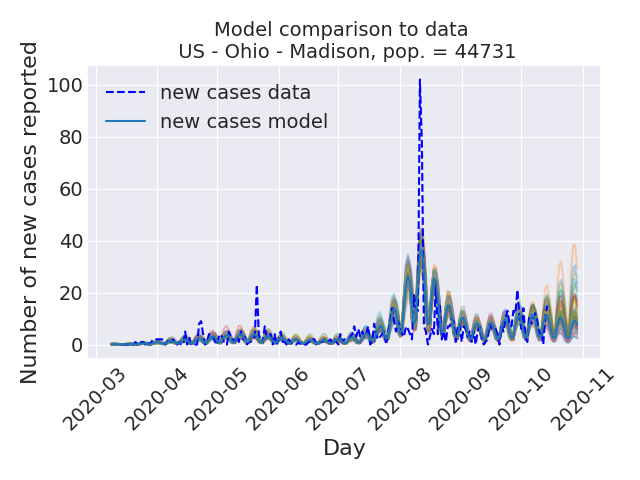 Model comparison to data
US - Ohio - Madison, pop. = 44731
Number of new cases reported
100
80
60
40
20
0
new cases data
new cases model
2020-03
2020-04
2020-05
2020-06
2020-07
2020-08
2020-09
2020-10
2020-11
Day